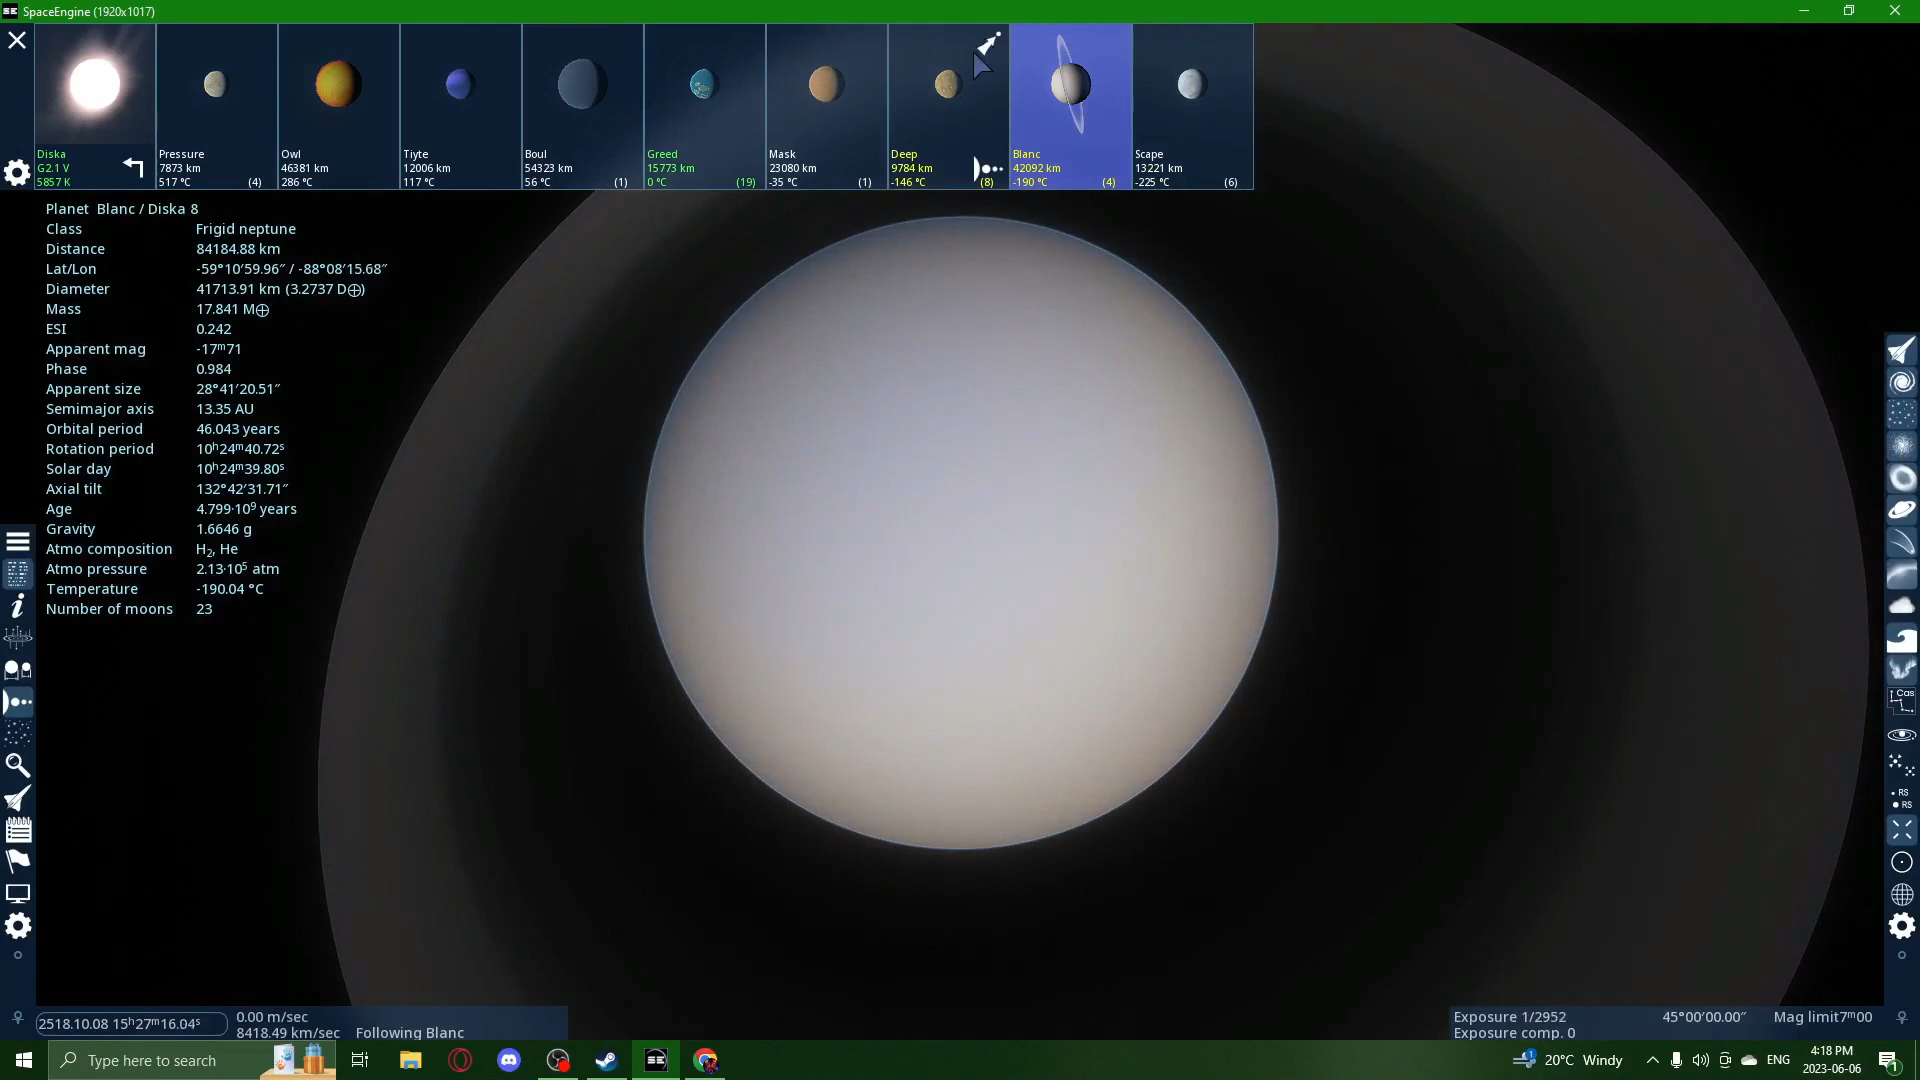 SpaceEngine (1920x1017)
Diska
G2.1 V
5857 K
Pressure
7873 km
517 °C (4)
Owl
46381 km
286 °C
Tiyte
12006 km
117 °C
Boul
54323 km
56 °C (1)
Greed
15773 km
0 °C (19)
Mask
23080 km
-35 °C (1)
Deep
9784 km
-146 °C (8)
Blanc
42092 km
-190 °C (4)
Scape
13221 km
-225 °C (6)
Planet Blanc / Diska 8
Class Frigid neptune
Distance 84184.88 km
Lat/Lon -59°10′59.96″ / -88°08′15.68″
Diameter 41713.91 km (3.2737 D⊕)
Mass 17.841 M⊕
ESI 0.242
Apparent mag -17ᵐ71
Phase 0.984
Apparent size 28°41′20.51″
Semimajor axis 13.35 AU
Orbital period 46.043 years
Rotation period 10ʰ24ᵐ40.72ˢ
Solar day 10ʰ24ᵐ39.80ˢ
Axial tilt 132°42′31.71″
Age 4.799·10⁹ years
Gravity 1.6646 g
Atmo composition H₂, He
Atmo pressure 2.13·10⁵ atm
Temperature -190.04 °C
Number of moons 23
Cas
RS
RS
2518.10.08 15ʰ27ᵐ16.04ˢ
0.00 m/sec
8418.49 km/sec Following Blanc
Exposure 1/2952 45°00′00.00″ Mag limit7ᵐ00
Exposure comp. 0
Type here to search
SE
1
20°C Windy
ENG
4:18 PM
2023-06-06
1